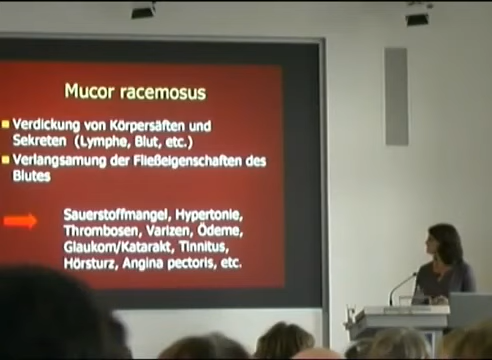 Mucor racemosus
Verdickung von Körpersäften und
Sekreten (Lymphe, Blut, etc.)
Verlangsamung der Fließeigenschaften des
Blutes
Sauerstoffmangel, Hypertonie,
Thrombosen, Varizen, Ödeme,
Glaukom/Katarakt, Tinnitus,
Hörsturz, Angina pectoris, etc.